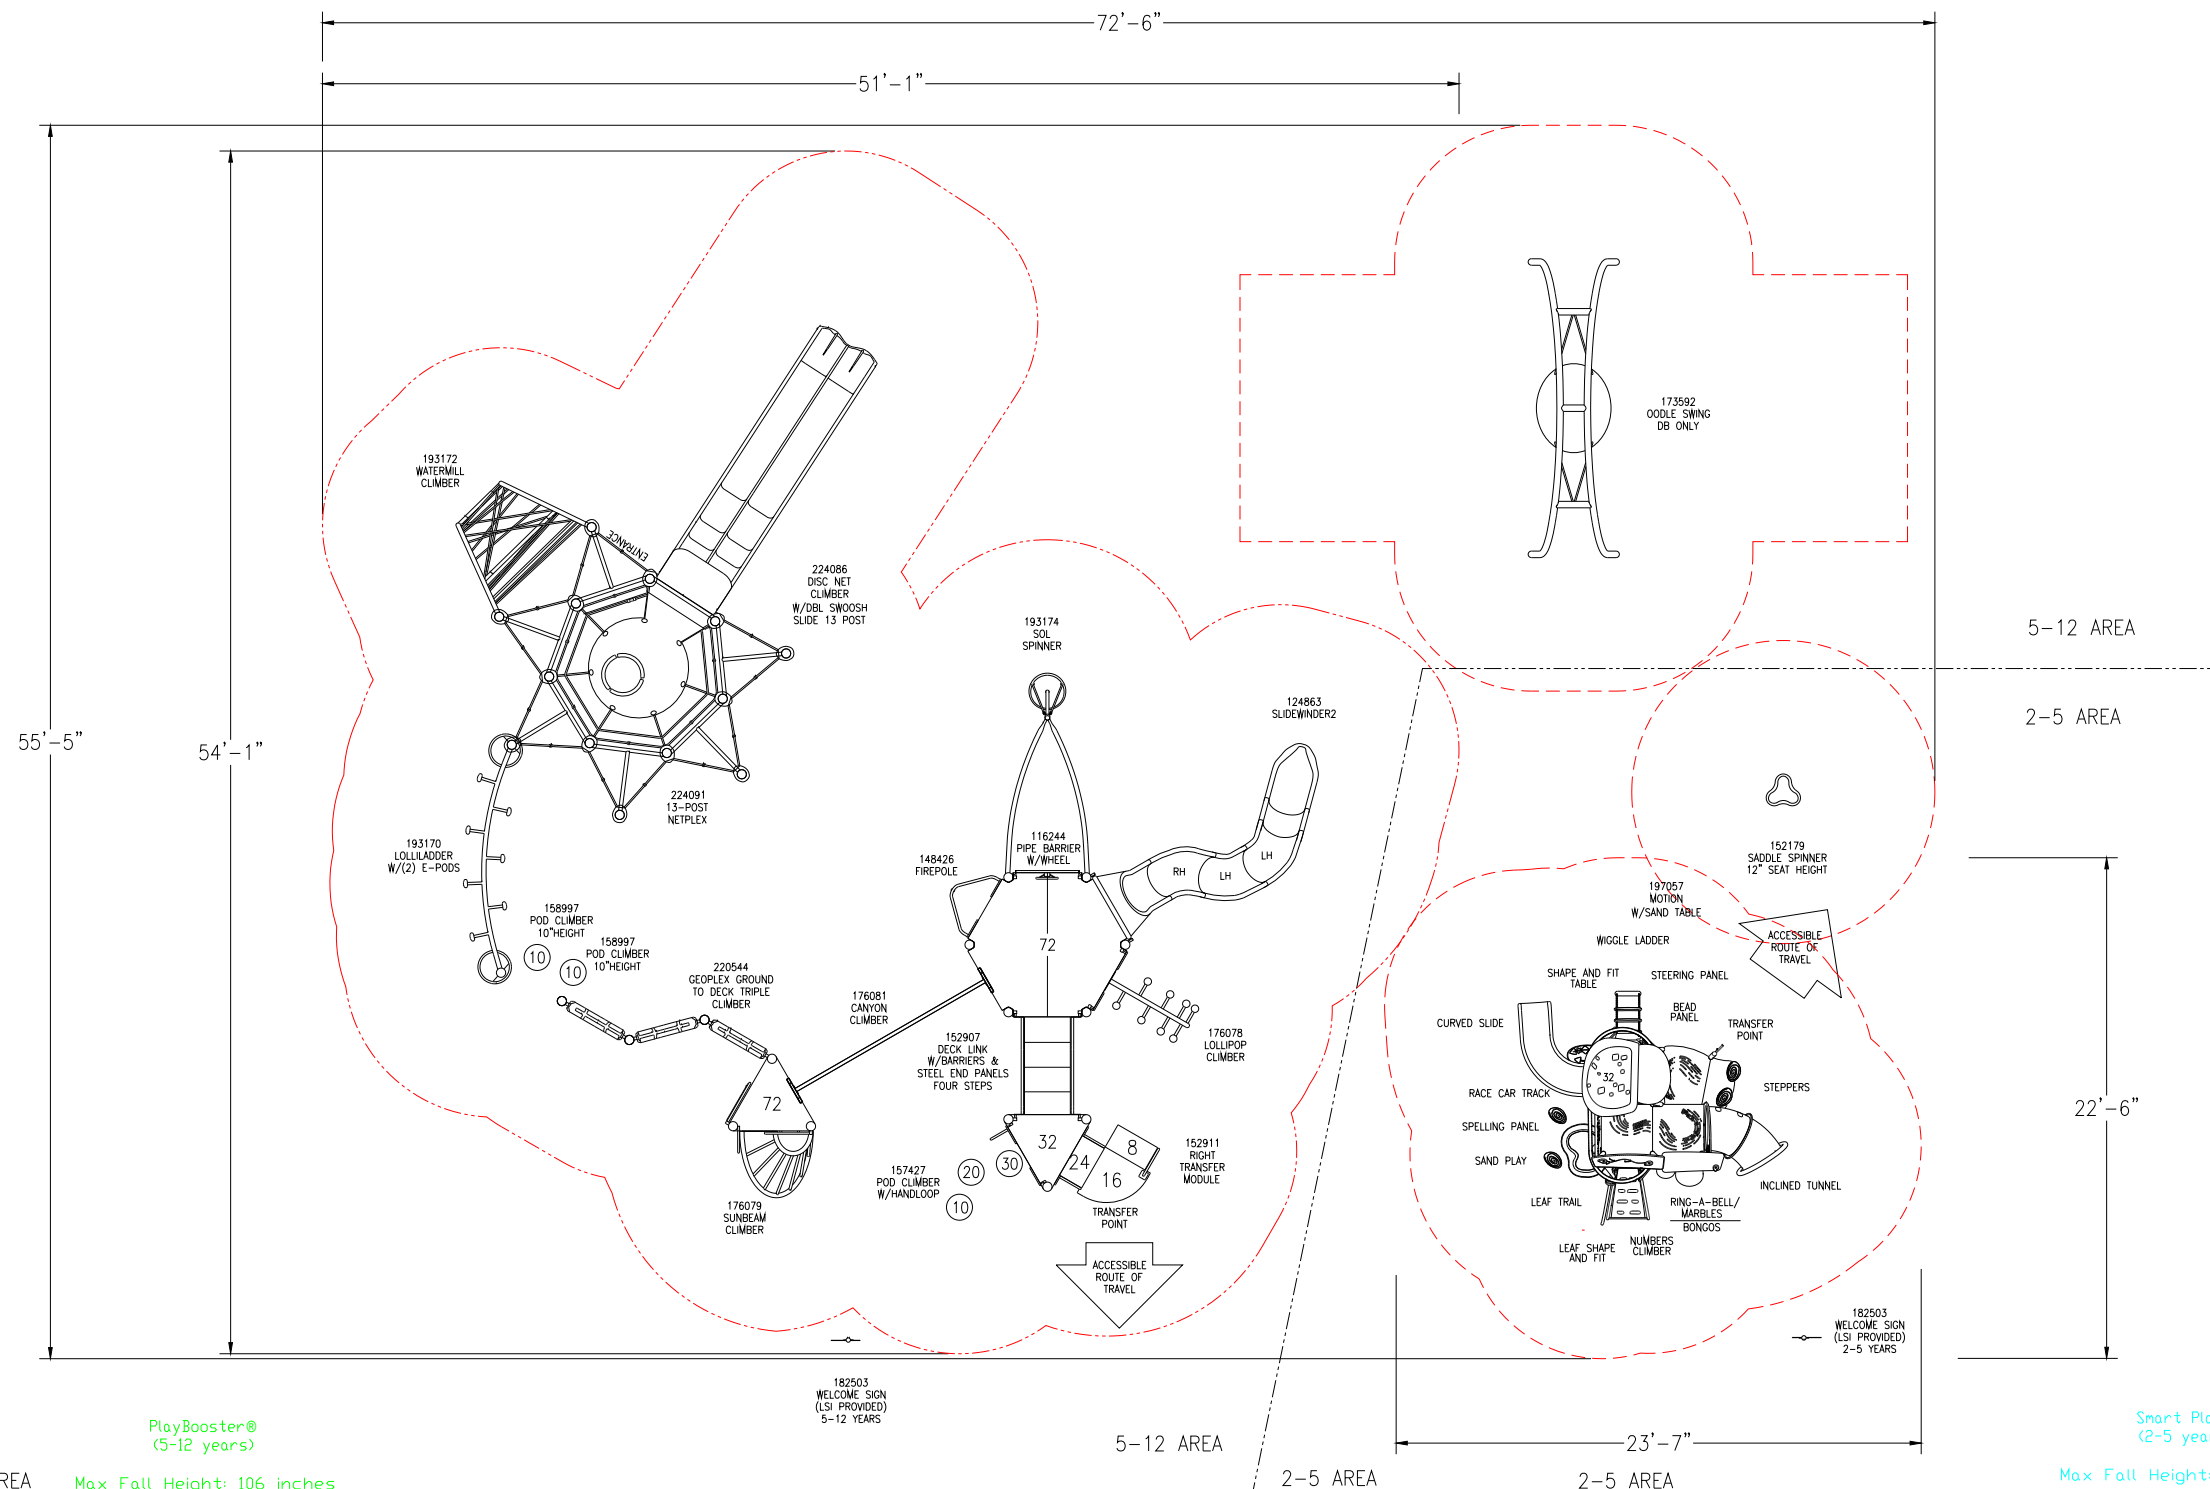 72'-6"
51'-1"
55'-5"
54'-1"
173592
OODLE SWING
DB ONLY
193172
WATERMILL
CLIMBER
ENTRANCE
224086
DISC NET
CLIMBER
W/DBL SWOOSH
SLIDE 13 POST
193174
SOL
SPINNER
5-12 AREA
2-5 AREA
124863
SLIDEWINDER2
224091
13-POST
NETPLEX
193170
LOLLILADDER
W/(2) E-PODS
148426
FIREPOLE
116244
PIPE BARRIER
W/WHEEL
RH
LH
LH
152179
SADDLE SPINNER
12" SEAT HEIGHT
197057
MOTION
W/SAND TABLE
158997
POD CLIMBER
10"HEIGHT
10
158997
POD CLIMBER
10"HEIGHT
10
72
WIGGLE LADDER
ACCESSIBLE
ROUTE OF
TRAVEL
220544
GEOPLEX GROUND
TO DECK TRIPLE
CLIMBER
SHAPE AND FIT
TABLE
STEERING PANEL
176081
CANYON
CLIMBER
BEAD
PANEL
CURVED SLIDE
TRANSFER
POINT
152907
DECK LINK
W/BARRIERS &
STEEL END PANELS
FOUR STEPS
176078
LOLLIPOP
CLIMBER
32
STEPPERS
RACE CAR TRACK
72
22'-6"
SPELLING PANEL
32
8
24
16
152911
RIGHT
TRANSFER
MODULE
SAND PLAY
157427
POD CLIMBER
W/HANDLOOP
20
30
10
INCLINED TUNNEL
176079
SUNBEAM
CLIMBER
TRANSFER
POINT
LEAF TRAIL
RING-A-BELL/
MARBLES
BONGOS
LEAF SHAPE
AND FIT
NUMBERS
CLIMBER
ACCESSIBLE
ROUTE OF
TRAVEL
182503
WELCOME SIGN
(LSI PROVIDED)
2-5 YEARS
182503
WELCOME SIGN
(LSI PROVIDED)
5-12 YEARS
PlayBooster®
(5-12 years)
Max Fall Height: 106 inches
REA
5-12 AREA
2-5 AREA
23'-7"
2-5 AREA
Smart Pla
(2-5 yea
Max Fall Height: